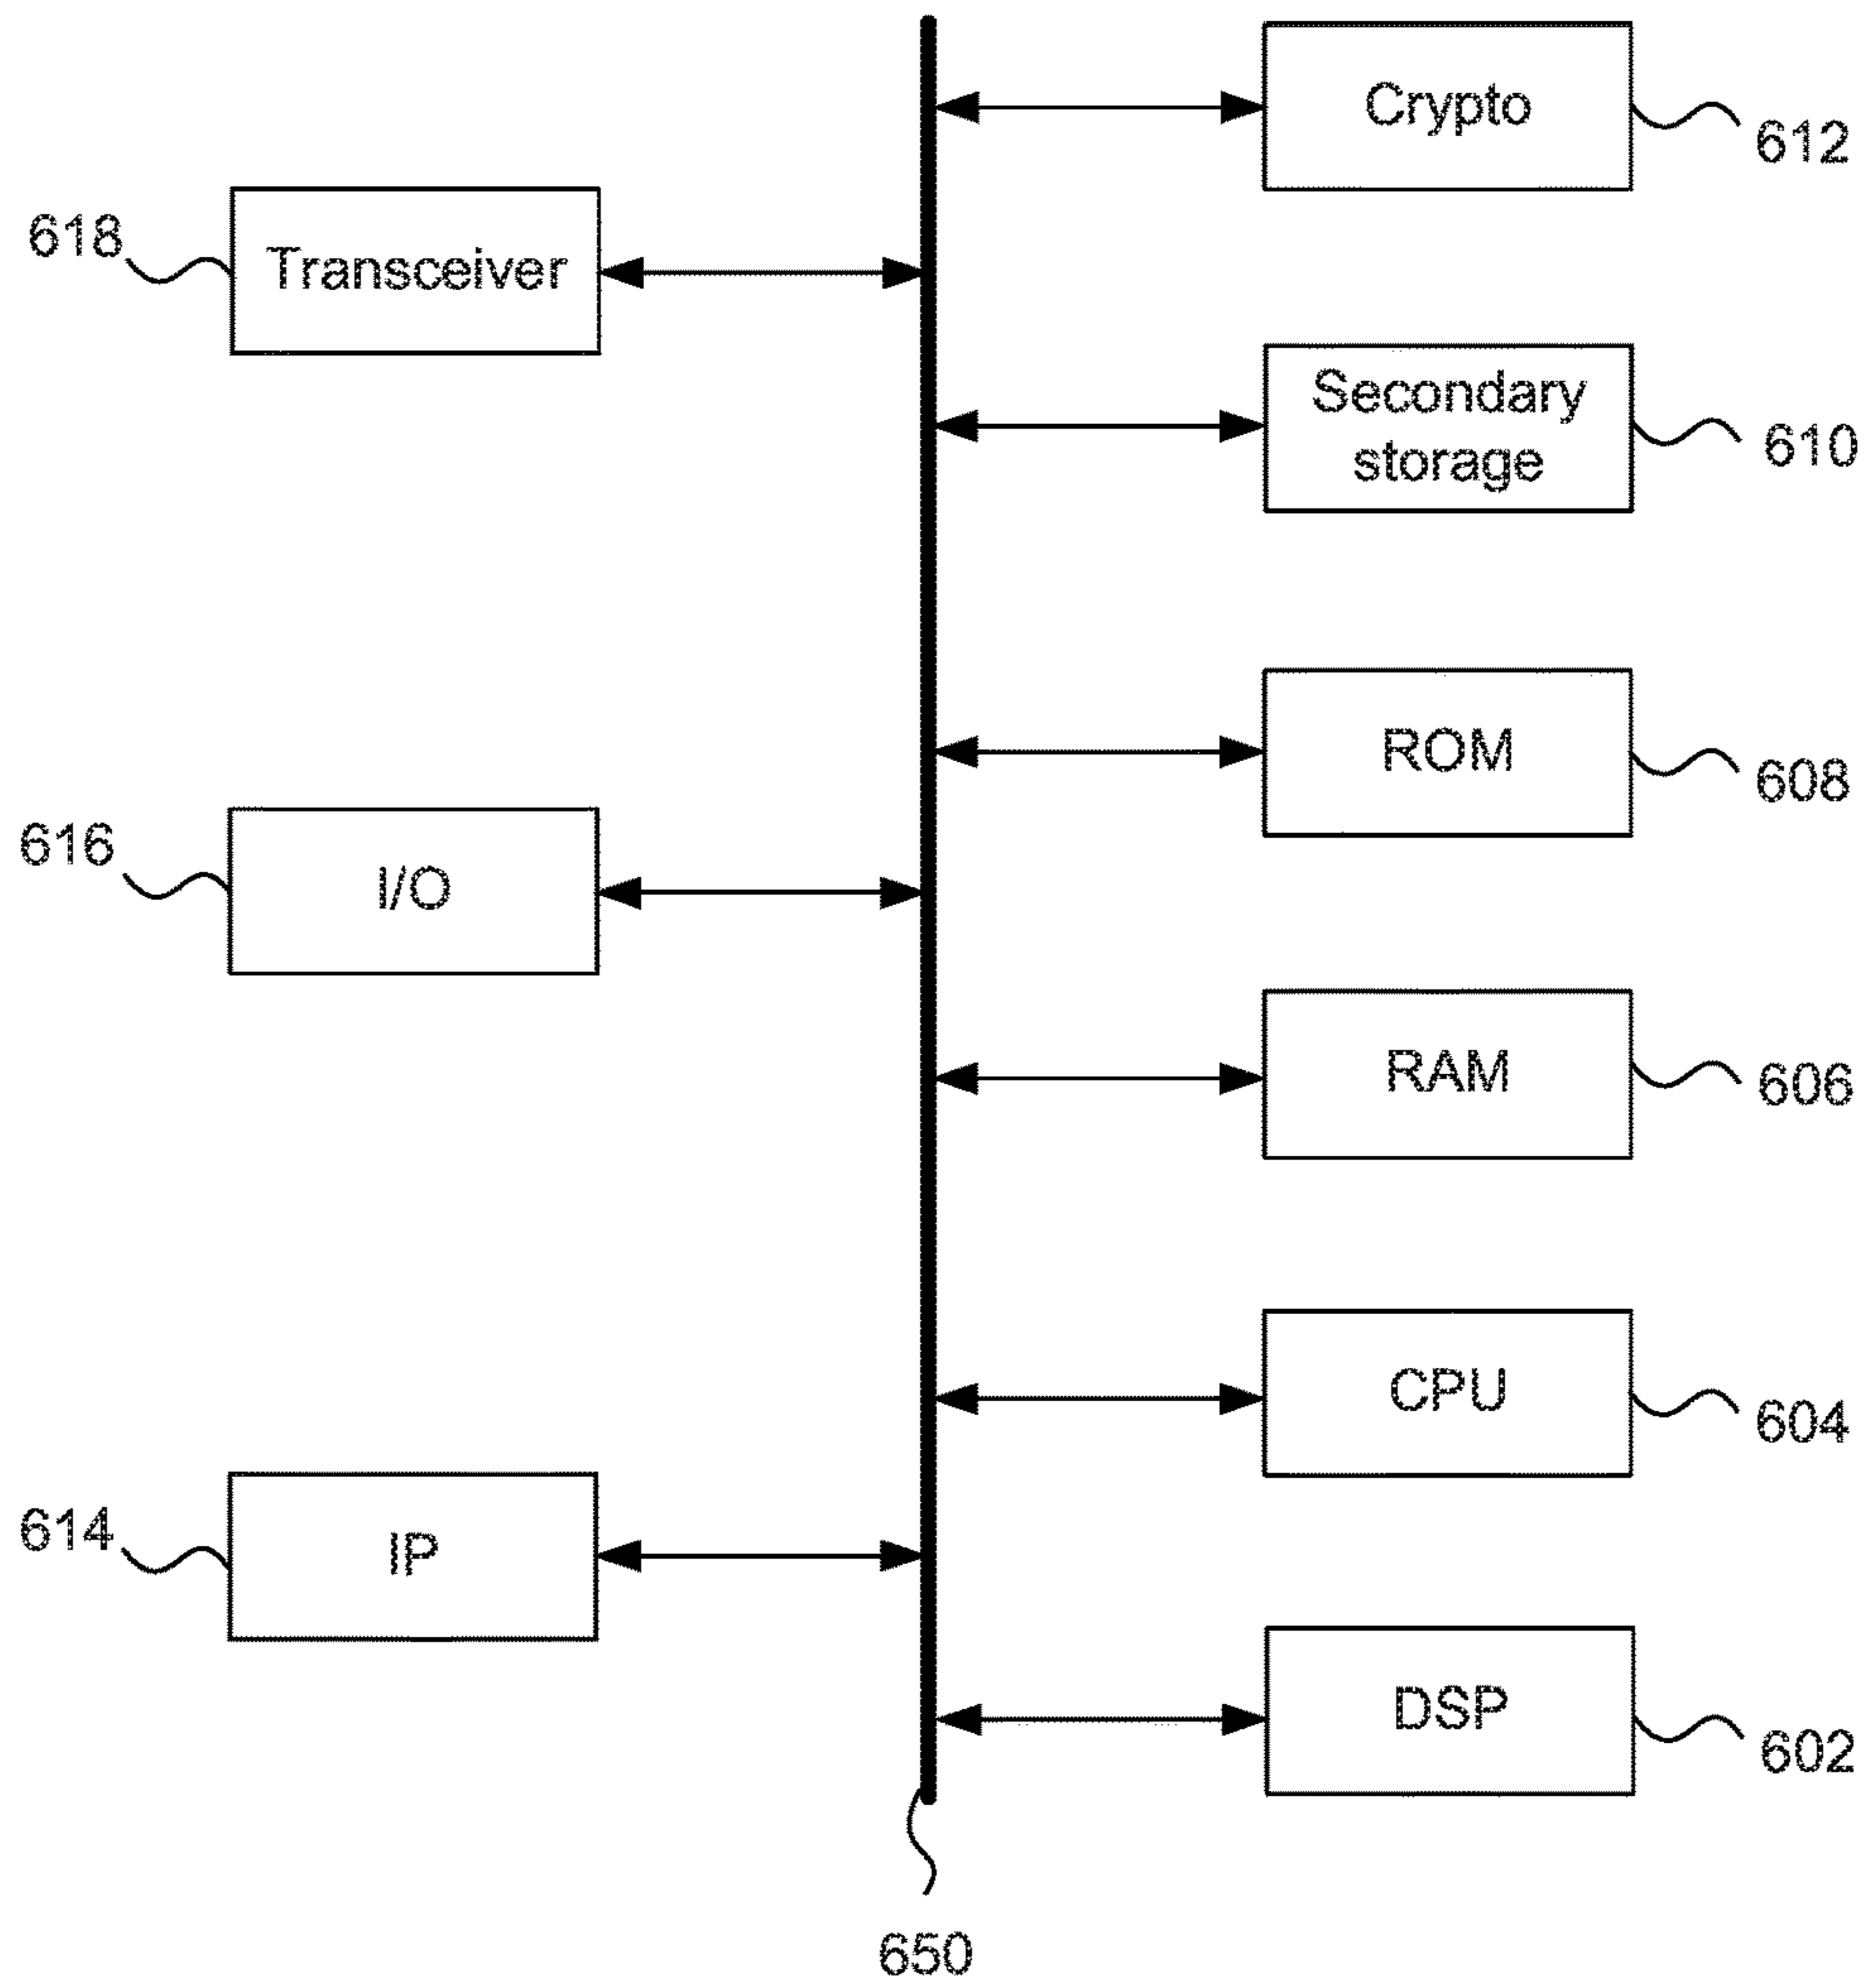 Crypto
612
618
Transceiver
Secondary
storage
610
ROM
608
616
I/O
RAM
606
CPU
604
614
IP
DSP
602
650